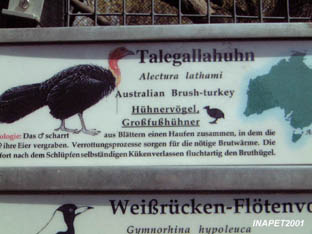 Talegallahuhn
Alectura lathami
Australian Brush-turkey
Hühnervögel,
Großfußhühner
ologie: Das ♂ scharrt aus Blättern einen Haufen zusammen, in dem die
♀ ihre Eier vergraben. Verrottungsprozesse sorgen für die nötige Brutwärme. Die
fort nach dem Schlüpfen selbständigen Küken verlassen fluchtartig den Bruthügel.
Weißrücken-Flötenvo
Gymnorhina hypoleuca
INAPET2001